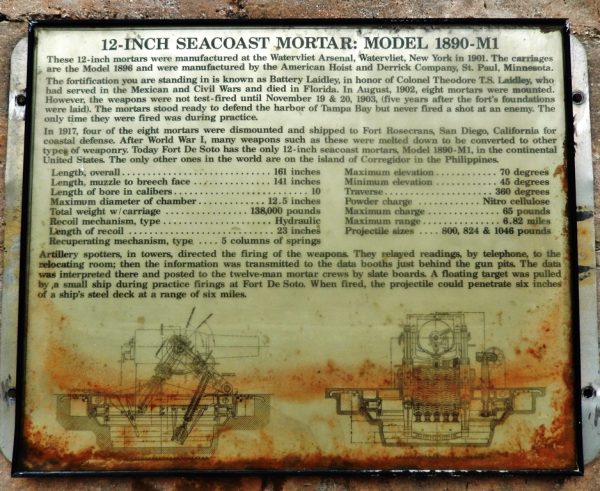 12-INCH SEACOAST MORTAR: MODEL 1890-M1
These 12-inch mortars were manufactured at the Watervliet Arsenal, Watervliet, New York in 1901. The carriages
are the Model 1896 and were manufactured by the American Hoist and Derrick Company, St. Paul, Minnesota.
The fortification you are standing in is known as Battery Laidley, in honor of Colonel Theodore T.S. Laidley, who
had served in the Mexican and Civil Wars and died in Florida. In August, 1902, eight mortars were mounted.
However, the weapons were not test-fired until November 19 & 20, 1903, (five years after the fort's foundations
were laid). The mortars stood ready to defend the harbor of Tampa Bay but never fired a shot at an enemy. The
only time they were fired was during practice.
In 1917, four of the eight mortars were dismounted and shipped to Fort Rosecrans, San Diego, California for
coastal defense. After World War I, many weapons such as these were melted down to be converted to other
types of weaponry. Today Fort De Soto has the only 12-inch seacoast mortars, Model 1890-M1, in the continental
United States. The only other ones in the world are on the island of Corregidor in the Philippines.
Length, overall ........ 161 inches
Length, muzzle to breech face ........ 141 inches
Length of bore in calibers ........ 10
Maximum diameter of chamber ........ 12.5 inches
Total weight w/carriage ........ 138,000 pounds
Recoil mechanism, type ........ Hydraulic
Length of recoil ........ 23 inches
Recuperating mechanism, type .... 5 columns of springs
Maximum elevation ........ 70 degrees
Minimum elevation ........ 45 degrees
Traverse ........ 360 degrees
Powder charge ........ Nitro cellulose
Maximum charge ........ 65 pounds
Maximum range ........ 6.82 miles
Projectile sizes .... 800, 824 & 1046 pounds
Artillery spotters, in towers, directed the firing of the weapons. They relayed readings, by telephone, to the
relocating room; then the information was transmitted to the data booths just behind the gun pits. The data
was interpreted there and posted to the twelve-man mortar crews by slate boards. A floating target was pulled
by a small ship during practice firings at Fort De Soto. When fired, the projectile could penetrate six inches
of a ship's steel deck at a range of six miles.